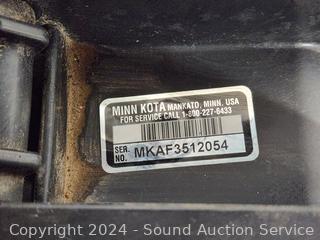 MINN KOTA MANKATO, MINN. USA
FOR SERVICE CALL 1-800-227-6433
SER. NO. MKAF3512054
Copyright © 2024 - Sound Auction Service